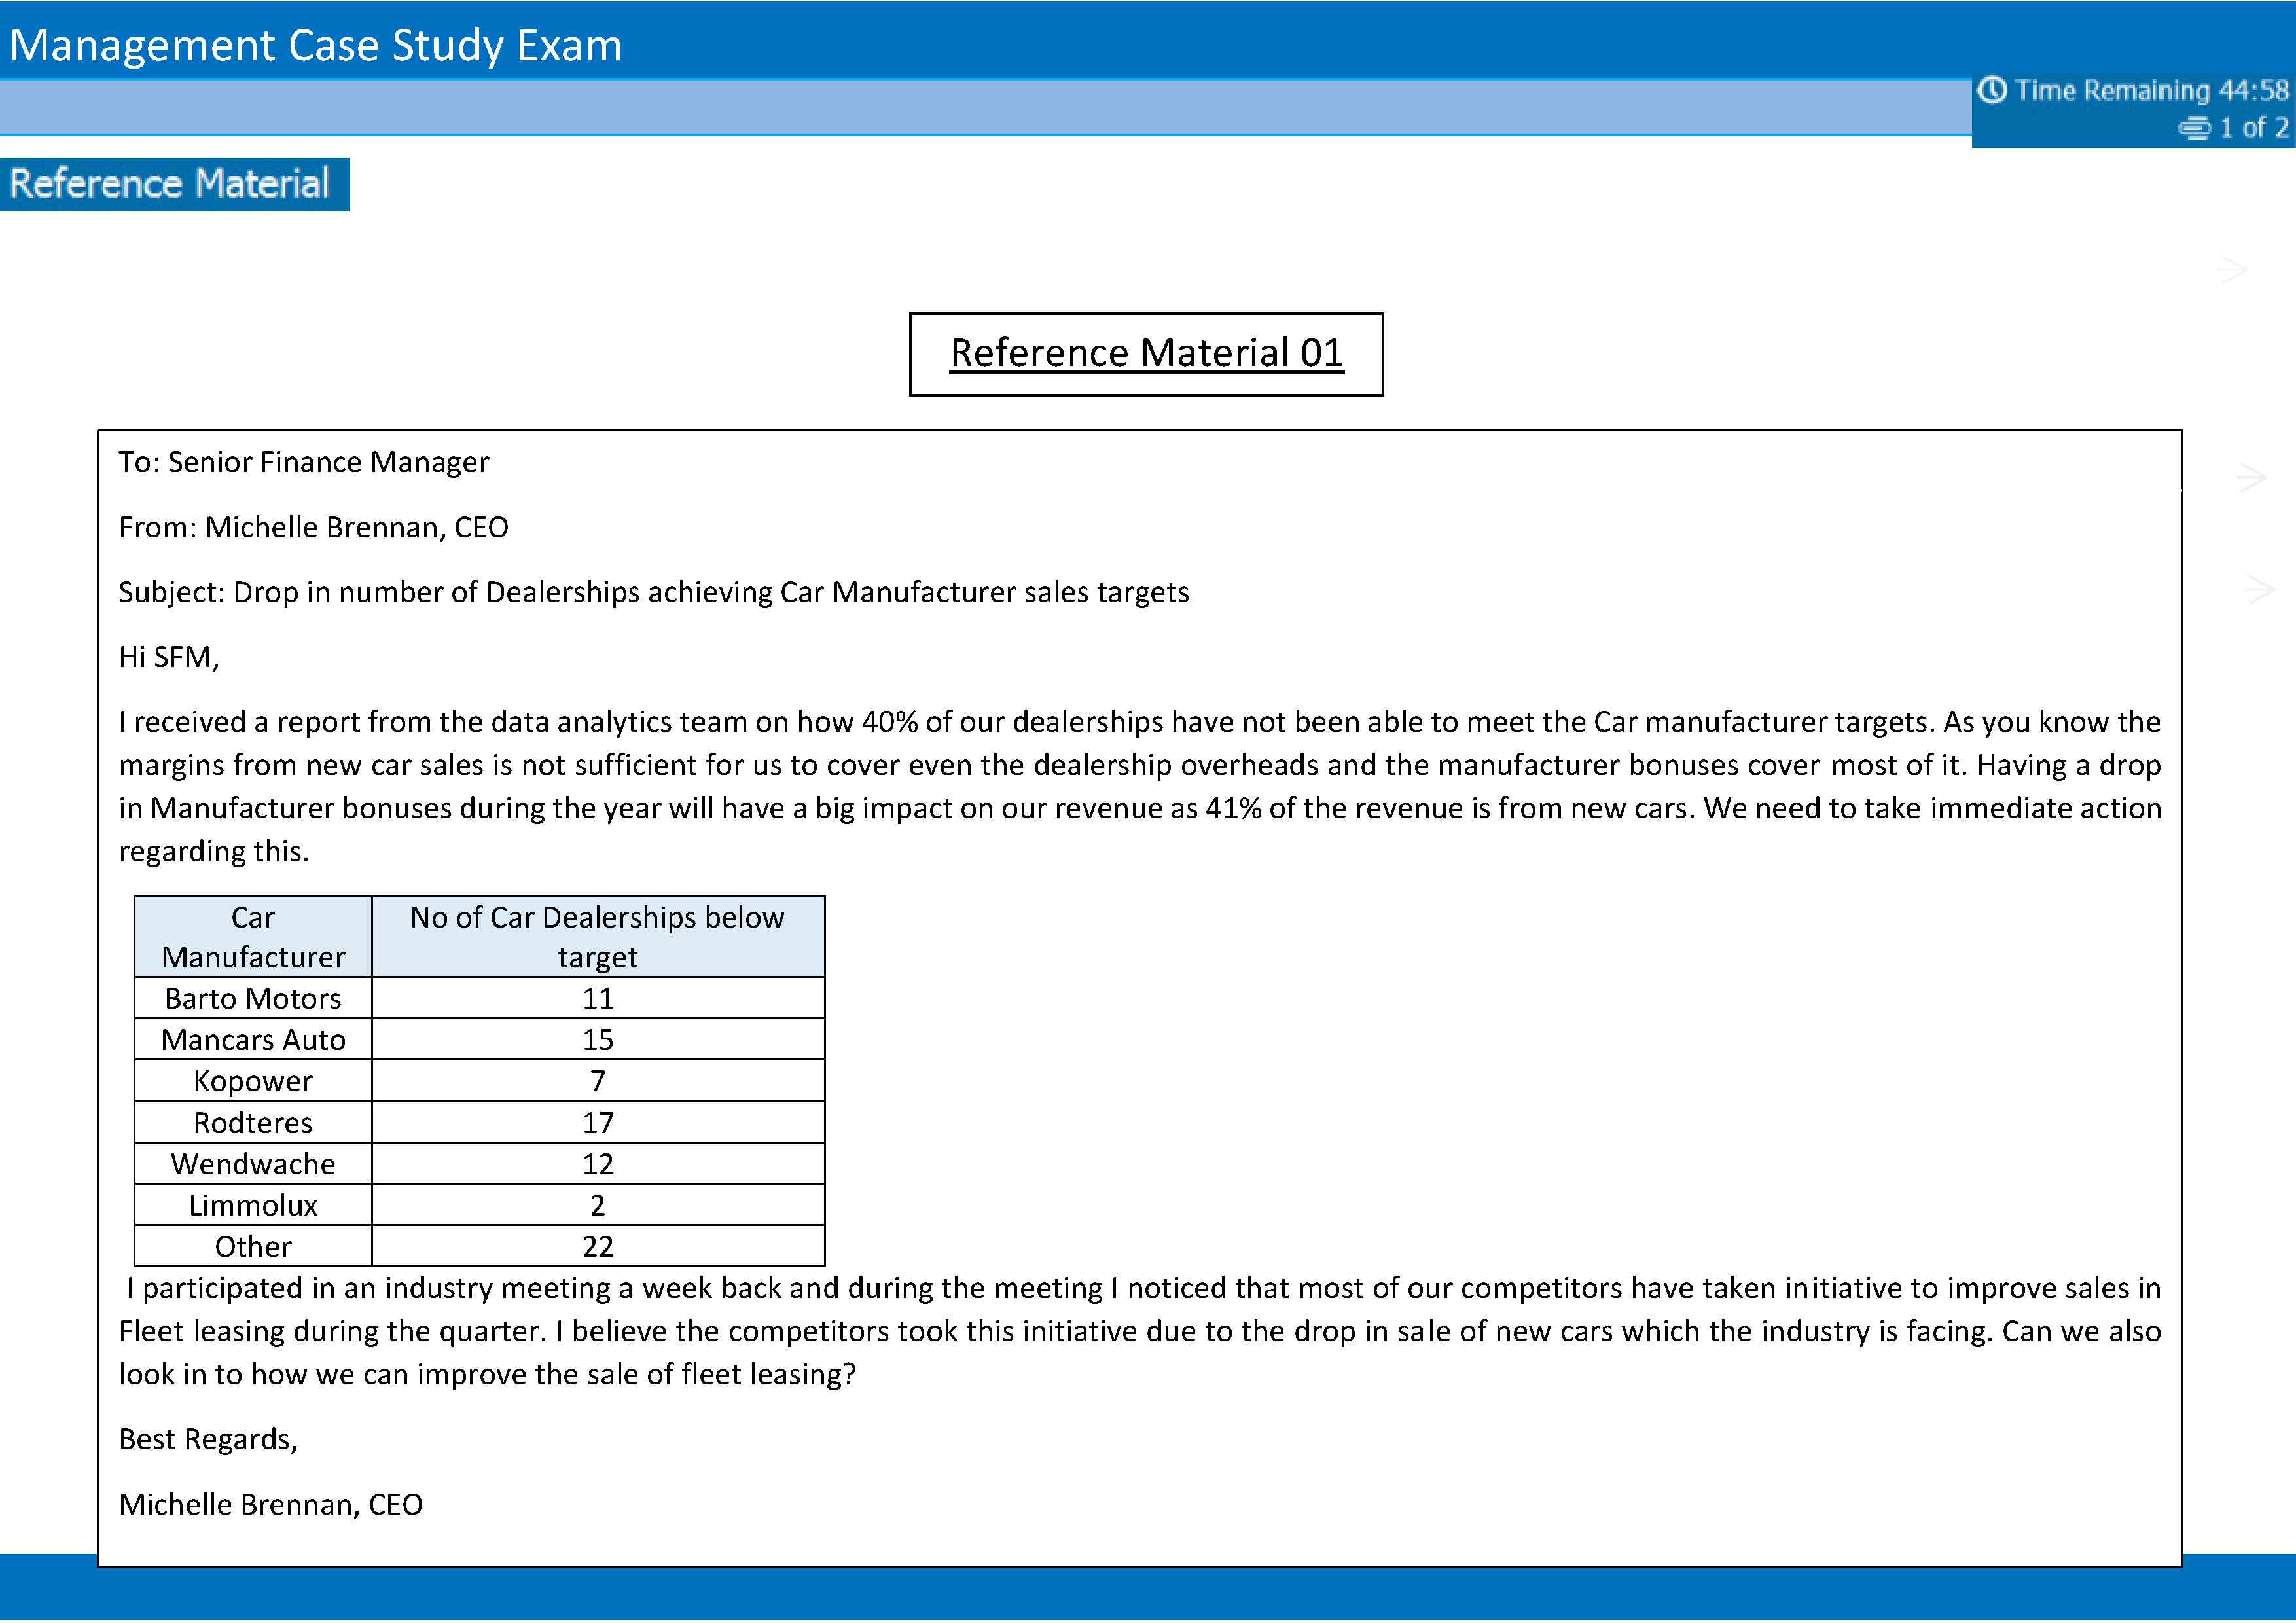 Management Case Study Exam
Time Remaining 44:58
1 of 2
Reference Material
Reference Material 01
To: Senior Finance Manager
From: Michelle Brennan, CEO
Subject: Drop in number of Dealerships achieving Car Manufacturer sales targets
Hi SFM,
I received a report from the data analytics team on how 40% of our dealerships have not been able to meet the Car manufacturer targets. As you know the
margins from new car sales is not sufficient for us to cover even the dealership overheads and the manufacturer bonuses cover most of it. Having a drop
in Manufacturer bonuses during the year will have a big impact on our revenue as 41% of the revenue is from new cars. We need to take immediate action
regarding this.
Car Manufacturer No of Car Dealerships below target
Barto Motors 11
Mancars Auto 15
Kopower 7
Rodteres 17
Wendwache 12
Limmolux 2
Other 22
I participated in an industry meeting a week back and during the meeting I noticed that most of our competitors have taken initiative to improve sales in
Fleet leasing during the quarter. I believe the competitors took this initiative due to the drop in sale of new cars which the industry is facing. Can we also
look in to how we can improve the sale of fleet leasing?
Best Regards,
Michelle Brennan, CEO